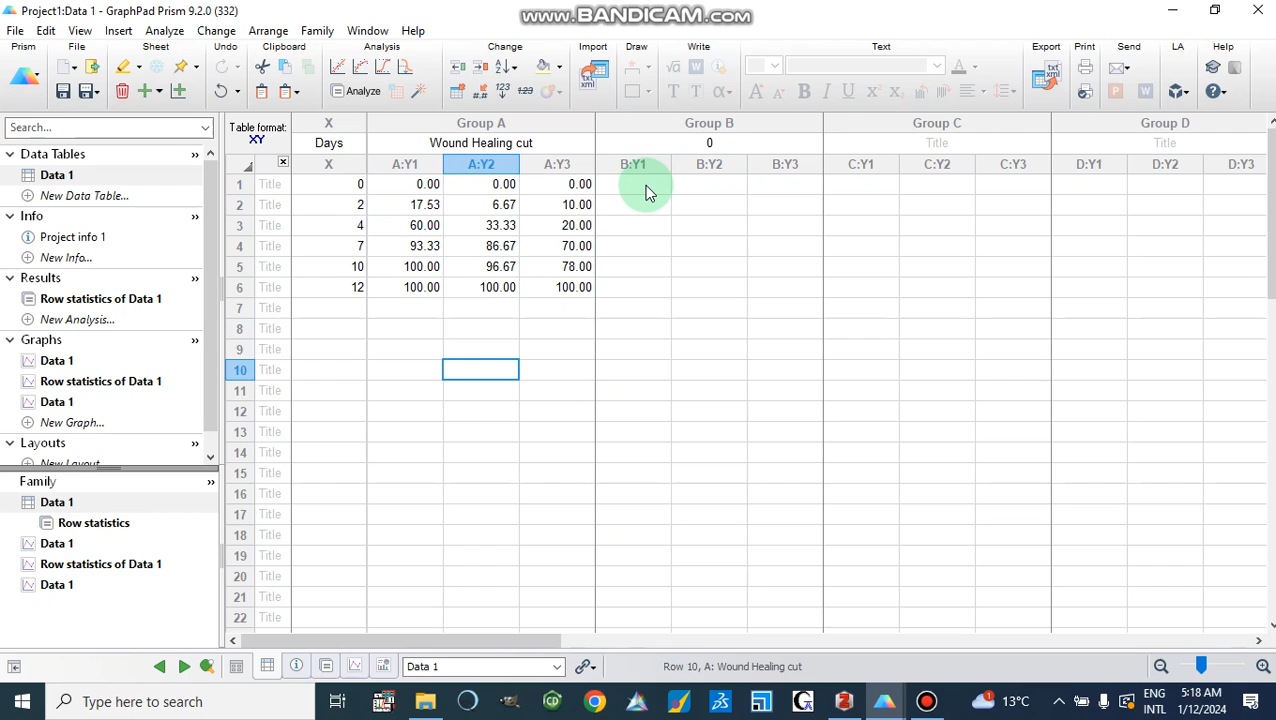 Project1:Data 1 - GraphPad Prism 9.2.0 (332)
www.BANDICAM.com
File Edit View Insert Analyze Change Arrange Family Window Help
Prism File Sheet Undo Clipboard Analysis Change Import Draw Write Text Export Print Send LA Help
Analyze
Search...
Data Tables
Data 1
New Data Table...
Info
Project info 1
New Info...
Results
Row statistics of Data 1
New Analysis...
Graphs
Data 1
Row statistics of Data 1
Data 1
New Graph...
Layouts
New Layout
Family
Data 1
Row statistics
Data 1
Row statistics of Data 1
Data 1
Table format:
XY
X Group A Group B Group C Group D
Days Wound Healing cut 0 Title Title
X A:Y1 A:Y2 A:Y3 B:Y1 B:Y2 B:Y3 C:Y1 C:Y2 C:Y3 D:Y1 D:Y2 D:Y3
1 Title 0 0.00 0.00 0.00
2 Title 2 17.53 6.67 10.00
3 Title 4 60.00 33.33 20.00
4 Title 7 93.33 86.67 70.00
5 Title 10 100.00 96.67 78.00
6 Title 12 100.00 100.00 100.00
7 Title
8 Title
9 Title
10 Title
11 Title
12 Title
13 Title
14 Title
15 Title
16 Title
17 Title
18 Title
19 Title
20 Title
21 Title
22 Title
Data 1
Row 10, A: Wound Healing cut
Type here to search
13°C
ENG
INTL
5:18 AM
1/12/2024